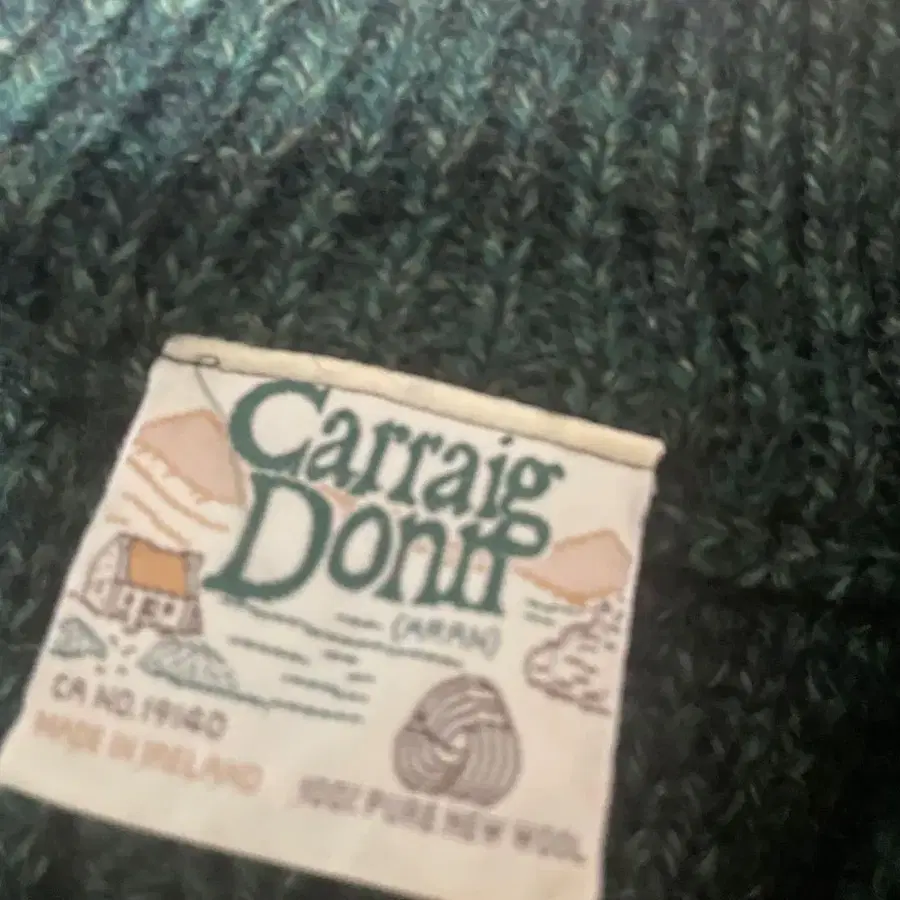 Carraig
Donn
(ARAN)
CA NO. 19140
MADE IN IRELAND
100% PURE NEW WOOL